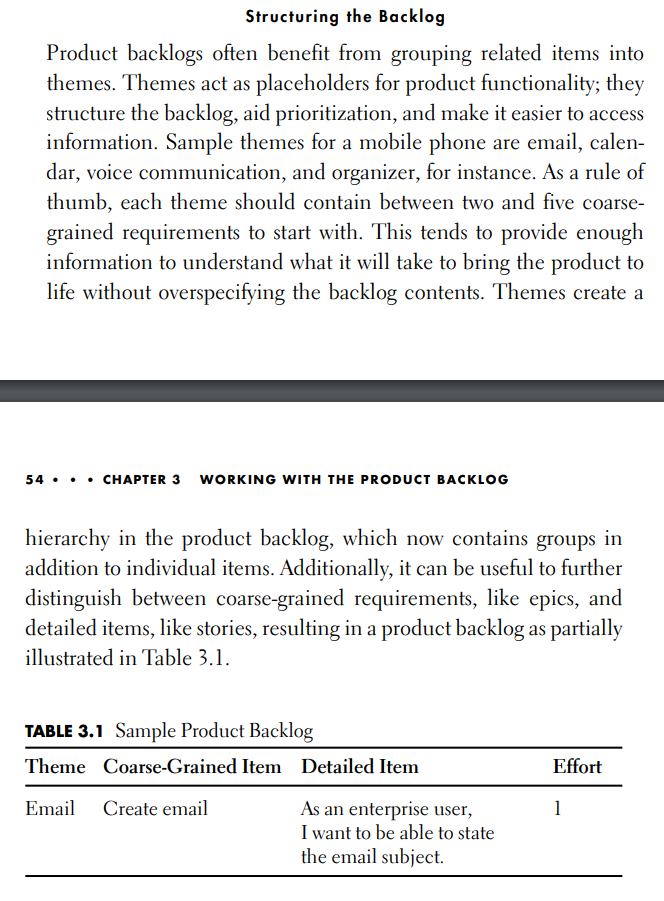 Structuring the Backlog
Product backlogs often benefit from grouping related items into
themes. Themes act as placeholders for product functionality; they
structure the backlog, aid prioritization, and make it easier to access
information. Sample themes for a mobile phone are email, calen-
dar, voice communication, and organizer, for instance. As a rule of
thumb, each theme should contain between two and five coarse-
grained requirements to start with. This tends to provide enough
information to understand what it will take to bring the product to
life without overspecifying the backlog contents. Themes create a
54 • • • CHAPTER 3 WORKING WITH THE PRODUCT BACKLOG
hierarchy in the product backlog, which now contains groups in
addition to individual items. Additionally, it can be useful to further
distinguish between coarse-grained requirements, like epics, and
detailed items, like stories, resulting in a product backlog as partially
illustrated in Table 3.1.
TABLE 3.1 Sample Product Backlog
Theme Coarse-Grained Item Detailed Item Effort
Email Create email As an enterprise user, 1
I want to be able to state
the email subject.